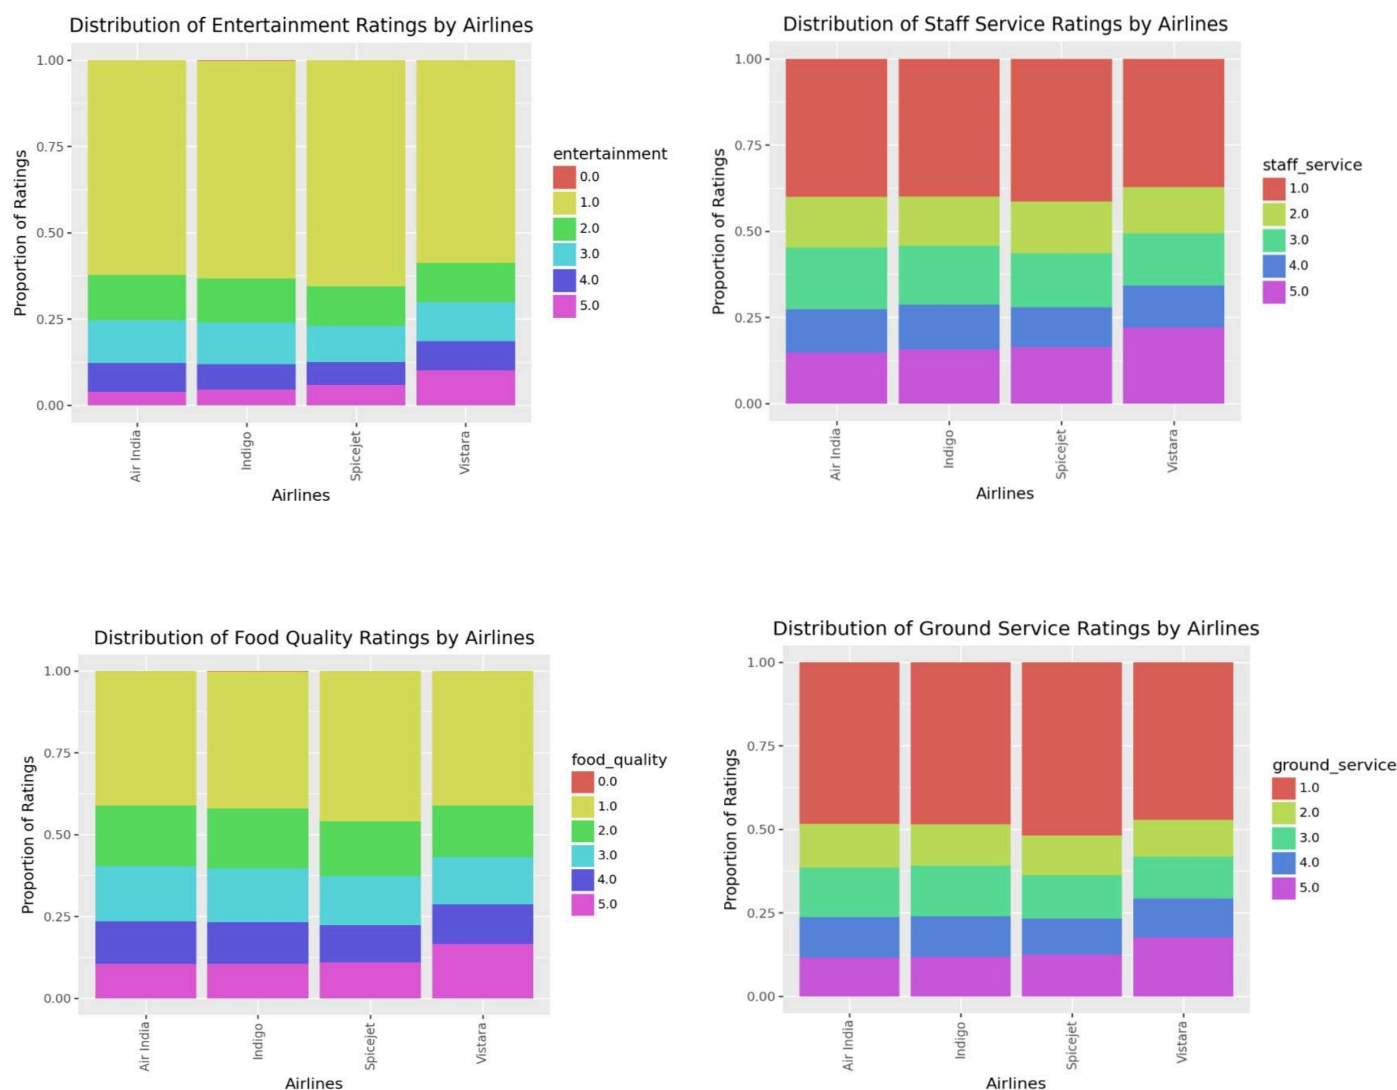 Distribution of Entertainment Ratings by Airlines
1.00
0.75
0.50
0.25
0.00
Proportion of Ratings
Air India
Indigo
Spicejet
Vistara
Airlines
entertainment
0.0
1.0
2.0
3.0
4.0
5.0
Distribution of Staff Service Ratings by Airlines
1.00
0.75
0.50
0.25
0.00
Proportion of Ratings
Air India
Indigo
Spicejet
Vistara
Airlines
staff_service
1.0
2.0
3.0
4.0
5.0
Distribution of Food Quality Ratings by Airlines
1.00
0.75
0.50
0.25
0.00
Proportion of Ratings
Air India
Indigo
Spicejet
Vistara
Airlines
food_quality
0.0
1.0
2.0
3.0
4.0
5.0
Distribution of Ground Service Ratings by Airlines
1.00
0.75
0.50
0.25
0.00
Proportion of Ratings
Air India
Indigo
Spicejet
Vistara
Airlines
ground_service
1.0
2.0
3.0
4.0
5.0